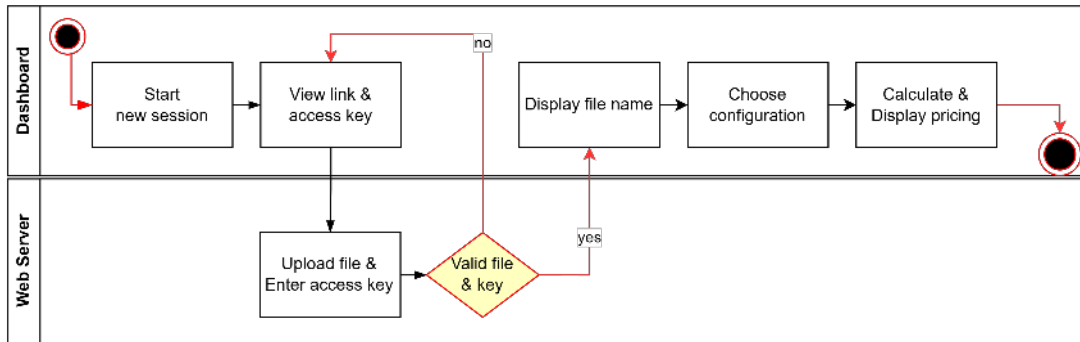 Dashboard
Start
new session
View link &
access key
no
Display file name
Choose
configuration
Calculate &
Display pricing
Web Server
Upload file &
Enter access key
Valid file
& key
yes